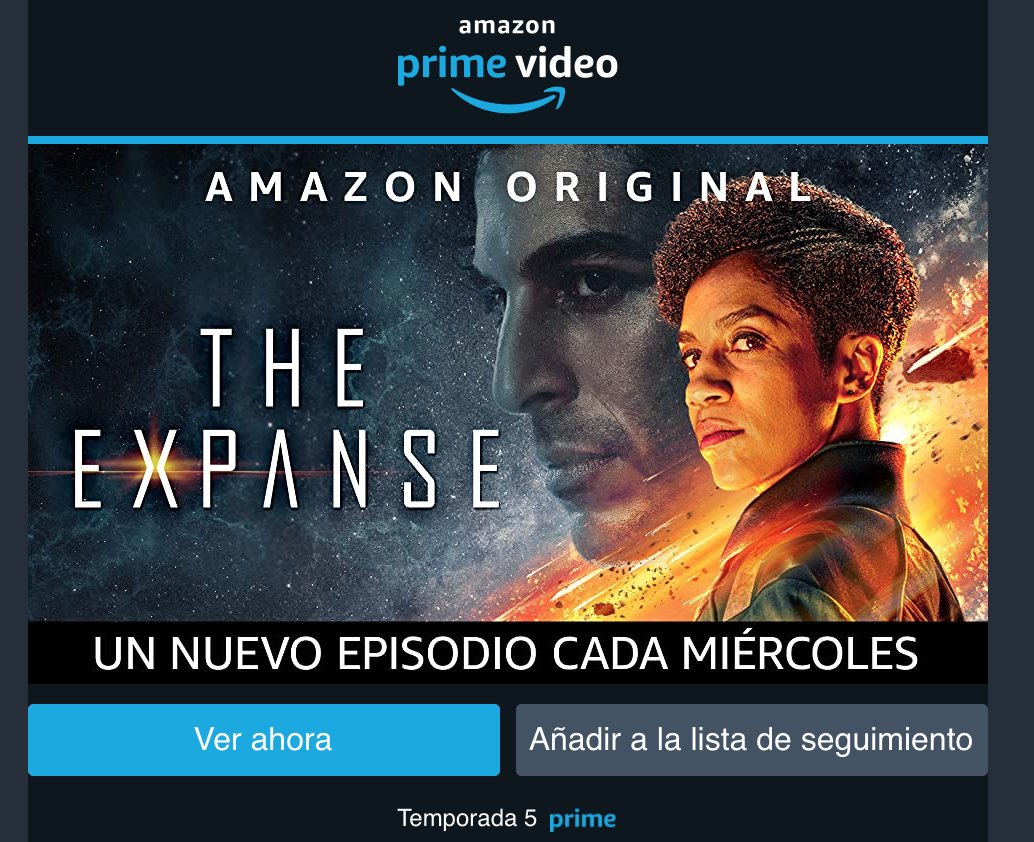 amazon
prime video
AMAZON ORIGINAL
THE
EXPANSE
UN NUEVO EPISODIO CADA MIÉRCOLES
Ver ahora
Añadir a la lista de seguimiento
Temporada 5 prime